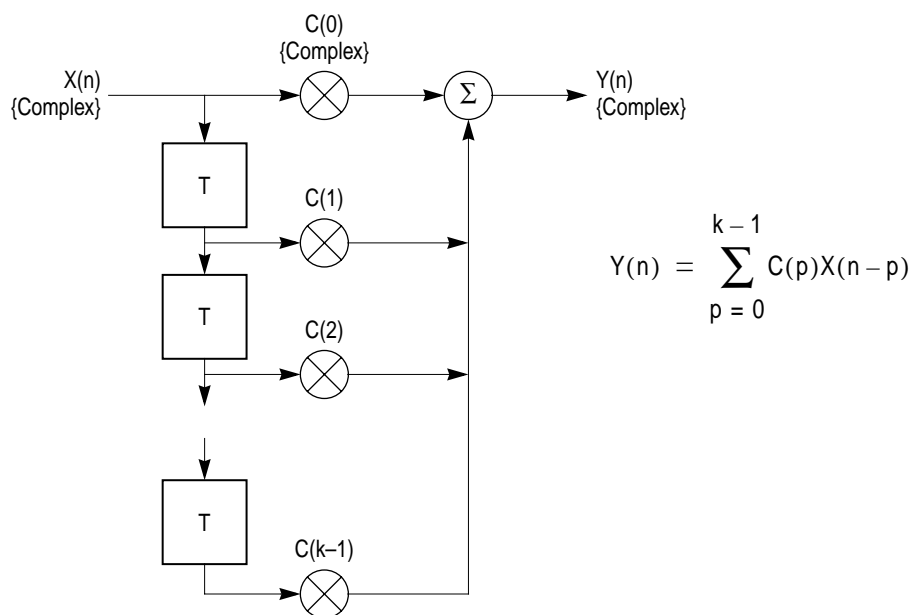 C(0)
{Complex}
X(n)
{Complex}
Σ
Y(n)
{Complex}
T
C(1)
T
C(2)
T
C(k–1)
k – 1
Y(n) = ∑ C(p)X(n – p)
p = 0